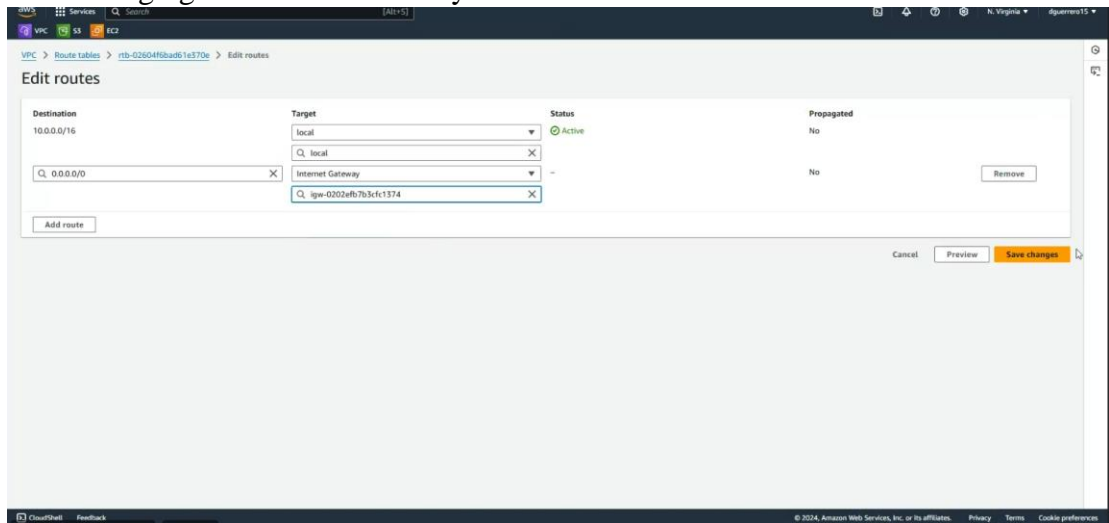 aws Services Search [Alt+S] N. Virginia dguerrero15
VPC S3 EC2
VPC > Route tables > rtb-02604f6bad61e370e > Edit routes
Edit routes
Destination Target Status Propagated
10.0.0.0/16 local Active No
local
0.0.0.0/0 Internet Gateway – No Remove
igw-0202efb7b3cfc1374
Add route
Cancel Preview Save changes
CloudShell Feedback © 2024, Amazon Web Services, Inc. or its affiliates. Privacy Terms Cookie preferences